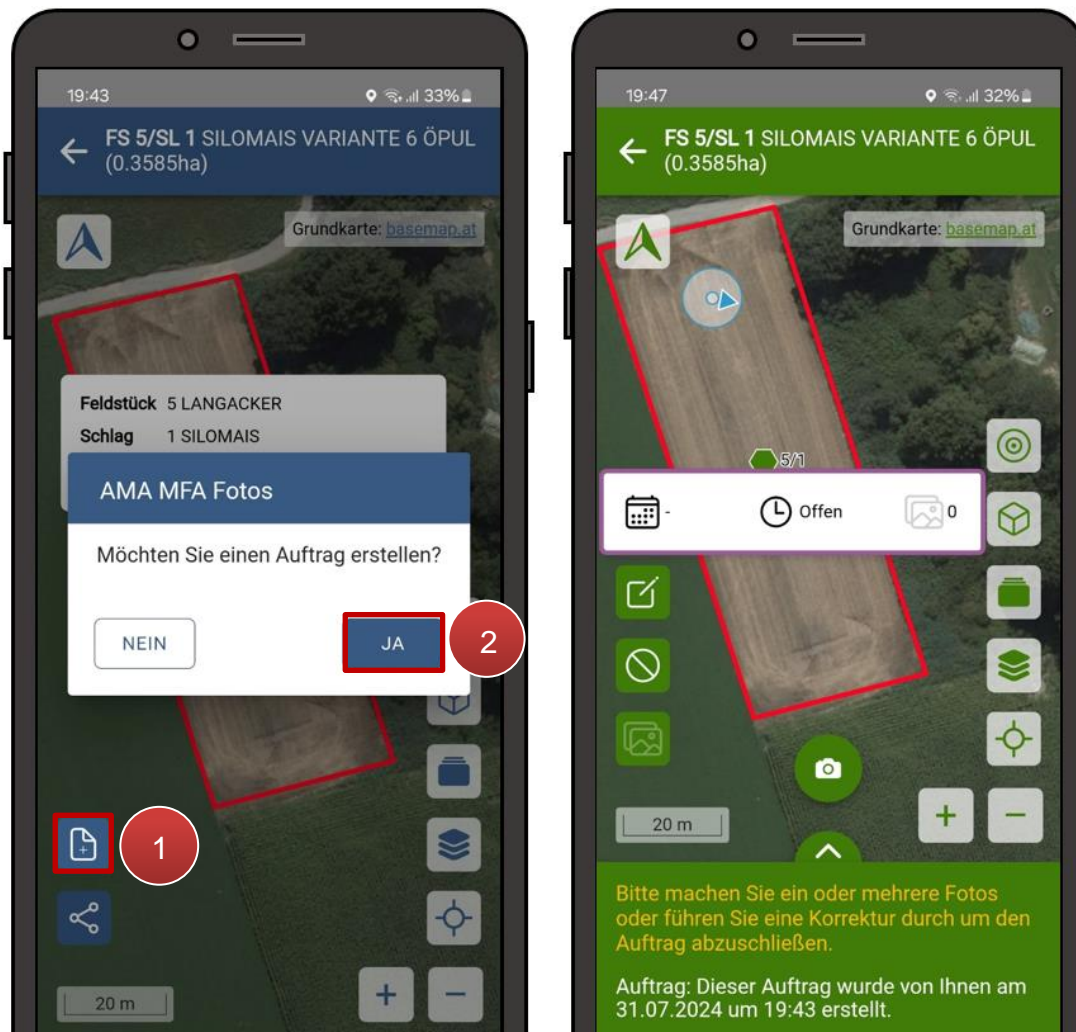 19:43
33%
FS 5/SL 1 SILOMAIS VARIANTE 6 ÖPUL
(0.3585ha)
Grundkarte: basemap.at
Feldstück 5 LANGACKER
Schlag 1 SILOMAIS
AMA MFA Fotos
Möchten Sie einen Auftrag erstellen?
NEIN
JA
2
1
20 m
+ −
19:47
32%
FS 5/SL 1 SILOMAIS VARIANTE 6 ÖPUL
(0.3585ha)
Grundkarte: basemap.at
5/1
- Offen 0
20 m
+ −
Bitte machen Sie ein oder mehrere Fotos
oder führen Sie eine Korrektur durch um den
Auftrag abzuschließen.
Auftrag: Dieser Auftrag wurde von Ihnen am
31.07.2024 um 19:43 erstellt.